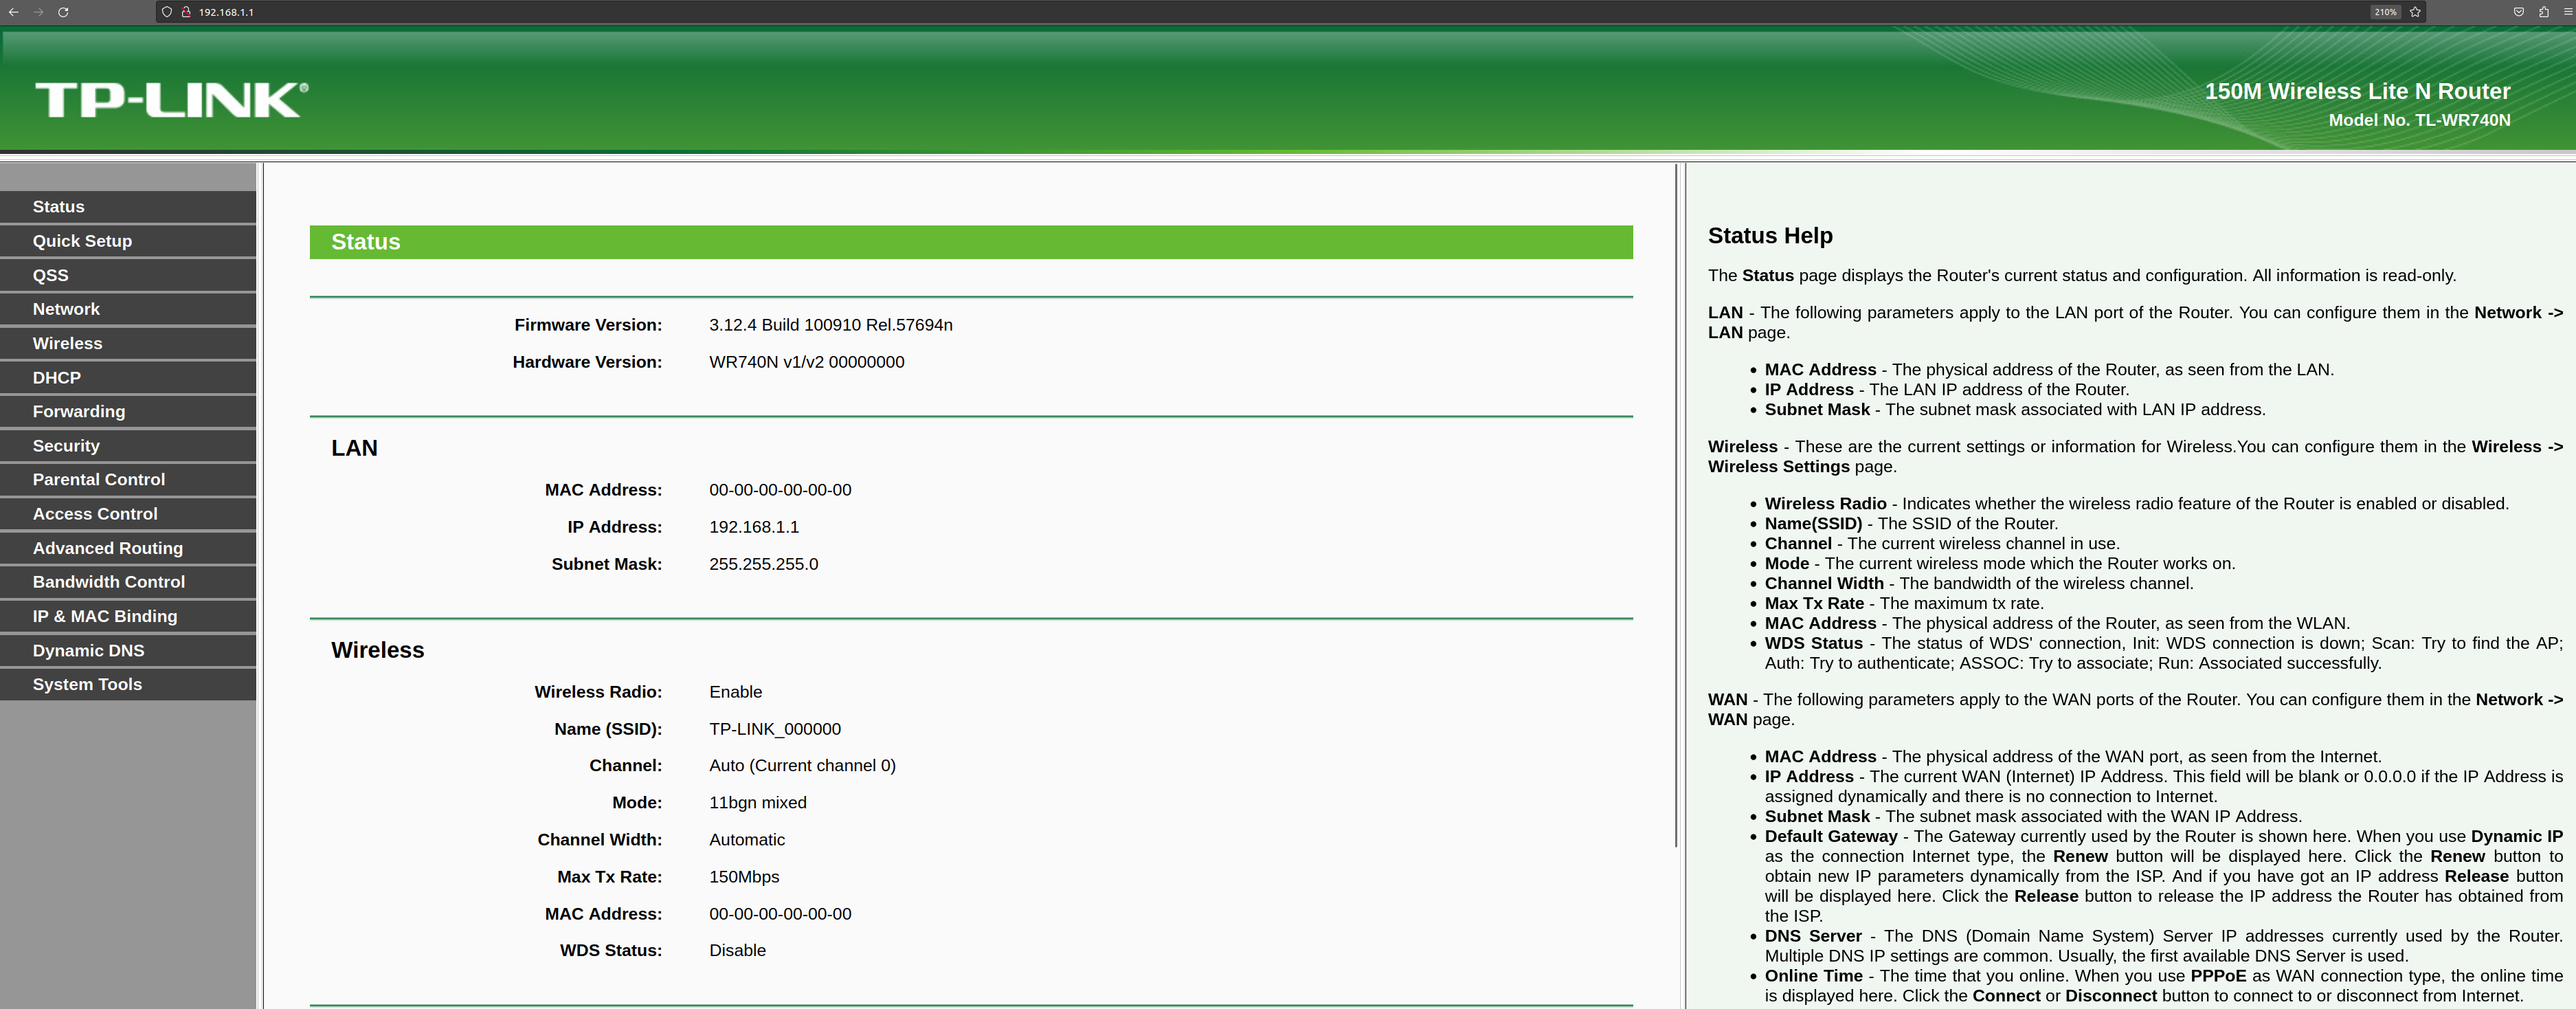 192.168.1.1
210%
TP-LINK®
150M Wireless Lite N Router
Model No. TL-WR740N
Status
Quick Setup
QSS
Network
Wireless
DHCP
Forwarding
Security
Parental Control
Access Control
Advanced Routing
Bandwidth Control
IP & MAC Binding
Dynamic DNS
System Tools
Status
Firmware Version: 3.12.4 Build 100910 Rel.57694n
Hardware Version: WR740N v1/v2 00000000
LAN
MAC Address: 00-00-00-00-00-00
IP Address: 192.168.1.1
Subnet Mask: 255.255.255.0
Wireless
Wireless Radio: Enable
Name (SSID): TP-LINK_000000
Channel: Auto (Current channel 0)
Mode: 11bgn mixed
Channel Width: Automatic
Max Tx Rate: 150Mbps
MAC Address: 00-00-00-00-00-00
WDS Status: Disable
Status Help
The Status page displays the Router's current status and configuration. All information is read-only.
LAN - The following parameters apply to the LAN port of the Router. You can configure them in the Network ->
LAN page.
• MAC Address - The physical address of the Router, as seen from the LAN.
• IP Address - The LAN IP address of the Router.
• Subnet Mask - The subnet mask associated with LAN IP address.
Wireless - These are the current settings or information for Wireless.You can configure them in the Wireless ->
Wireless Settings page.
• Wireless Radio - Indicates whether the wireless radio feature of the Router is enabled or disabled.
• Name(SSID) - The SSID of the Router.
• Channel - The current wireless channel in use.
• Mode - The current wireless mode which the Router works on.
• Channel Width - The bandwidth of the wireless channel.
• Max Tx Rate - The maximum tx rate.
• MAC Address - The physical address of the Router, as seen from the WLAN.
• WDS Status - The status of WDS' connection, Init: WDS connection is down; Scan: Try to find the AP;
Auth: Try to authenticate; ASSOC: Try to associate; Run: Associated successfully.
WAN - The following parameters apply to the WAN ports of the Router. You can configure them in the Network ->
WAN page.
• MAC Address - The physical address of the WAN port, as seen from the Internet.
• IP Address - The current WAN (Internet) IP Address. This field will be blank or 0.0.0.0 if the IP Address is
assigned dynamically and there is no connection to Internet.
• Subnet Mask - The subnet mask associated with the WAN IP Address.
• Default Gateway - The Gateway currently used by the Router is shown here. When you use Dynamic IP
as the connection Internet type, the Renew button will be displayed here. Click the Renew button to
obtain new IP parameters dynamically from the ISP. And if you have got an IP address Release button
will be displayed here. Click the Release button to release the IP address the Router has obtained from
the ISP.
• DNS Server - The DNS (Domain Name System) Server IP addresses currently used by the Router.
Multiple DNS IP settings are common. Usually, the first available DNS Server is used.
• Online Time - The time that you online. When you use PPPoE as WAN connection type, the online time
is displayed here. Click the Connect or Disconnect button to connect to or disconnect from Internet.